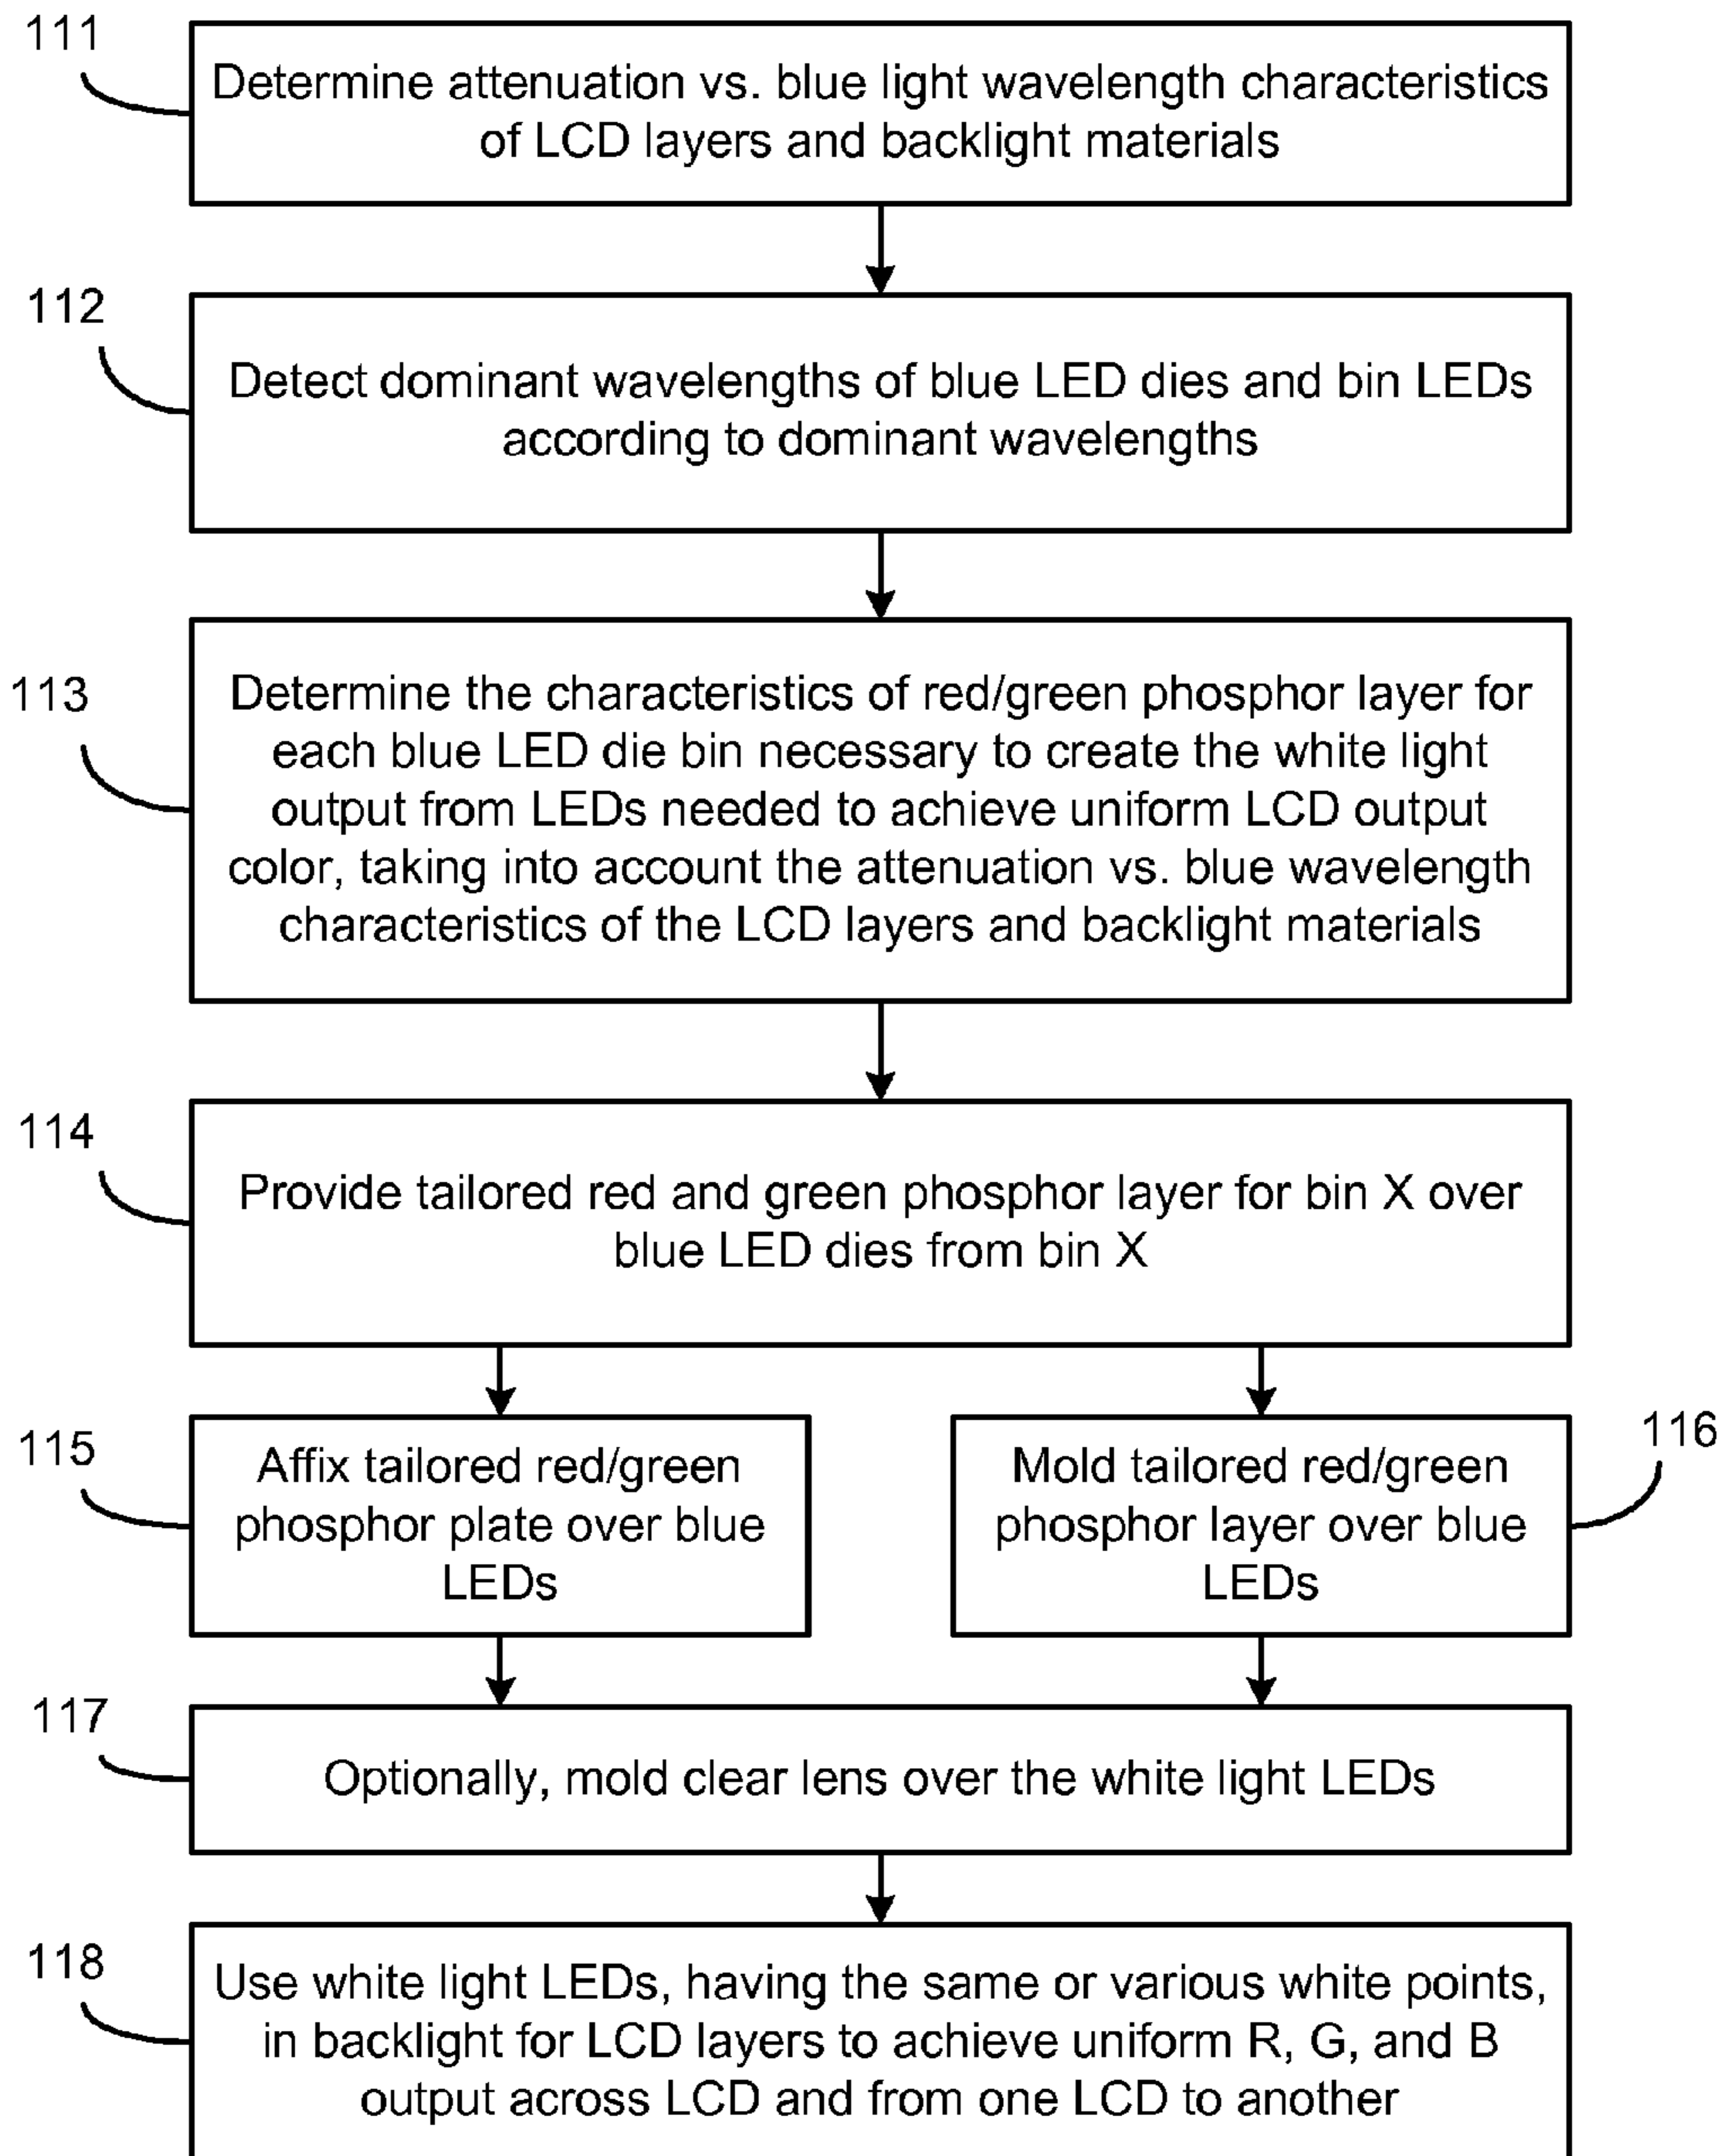 111
Determine attenuation vs. blue light wavelength characteristics
of LCD layers and backlight materials
112
Detect dominant wavelengths of blue LED dies and bin LEDs
according to dominant wavelengths
113
Determine the characteristics of red/green phosphor layer for
each blue LED die bin necessary to create the white light
output from LEDs needed to achieve uniform LCD output
color, taking into account the attenuation vs. blue wavelength
characteristics of the LCD layers and backlight materials
114
Provide tailored red and green phosphor layer for bin X over
blue LED dies from bin X
115
Affix tailored red/green
phosphor plate over blue
LEDs
116
Mold tailored red/green
phosphor layer over blue
LEDs
117
Optionally, mold clear lens over the white light LEDs
118
Use white light LEDs, having the same or various white points,
in backlight for LCD layers to achieve uniform R, G, and B
output across LCD and from one LCD to another